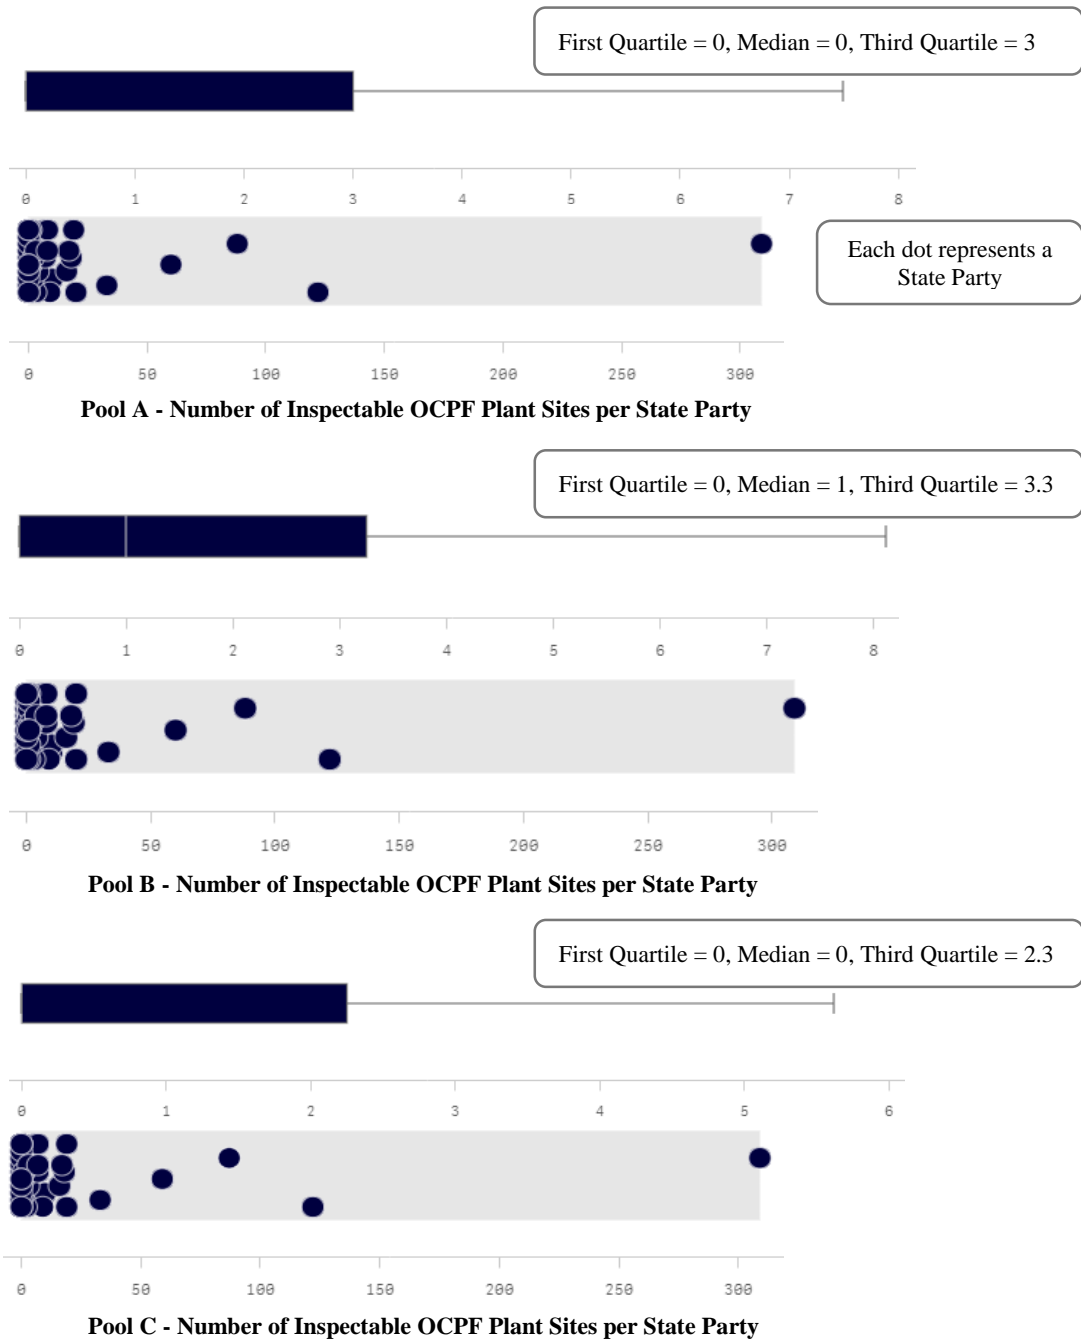 First Quartile = 0, Median = 0, Third Quartile = 3
0 1 2 3 4 5 6 7 8
Each dot represents a
State Party
0 50 100 150 200 250 300
Pool A - Number of Inspectable OCPF Plant Sites per State Party
First Quartile = 0, Median = 1, Third Quartile = 3.3
0 1 2 3 4 5 6 7 8
0 50 100 150 200 250 300
Pool B - Number of Inspectable OCPF Plant Sites per State Party
First Quartile = 0, Median = 0, Third Quartile = 2.3
0 1 2 3 4 5 6
0 50 100 150 200 250 300
Pool C - Number of Inspectable OCPF Plant Sites per State Party